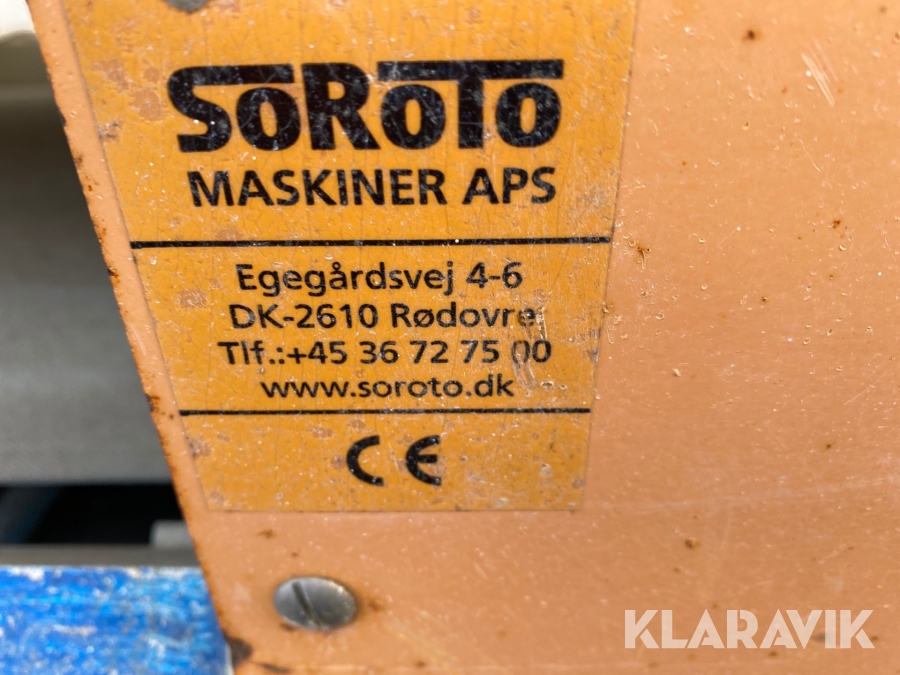 SoRoTo
MASKINER APS
Egegårdsvej 4-6
DK-2610 Rødovre
Tlf.:+45 36 72 75 00
www.soroto.dk
CE
KLARAVIK